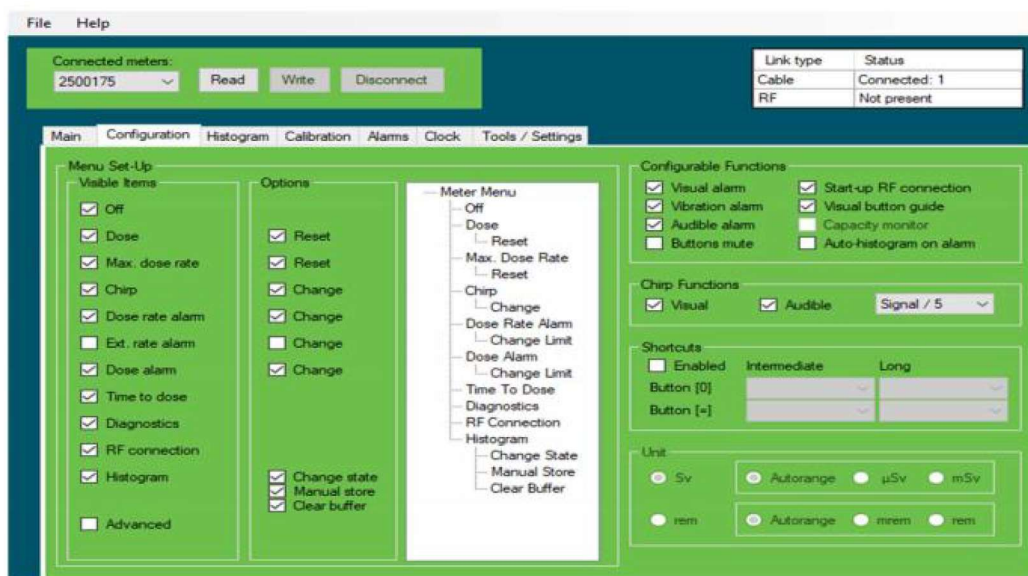 File Help
Connected meters:
2500175 Read Write Disconnect
Link type Status
Cable Connected: 1
RF Not present
Main Configuration Histogram Calibration Alarms Clock Tools / Settings
Menu Set-Up
Visible Items
Off
Dose
Max. dose rate
Chirp
Dose rate alarm
Ext. rate alarm
Dose alarm
Time to dose
Diagnostics
RF connection
Histogram
Advanced
Options
Reset
Reset
Change
Change
Change
Change
Change state
Manual store
Clear buffer
Meter Menu
Off
Dose
Reset
Max. Dose Rate
Reset
Chirp
Change
Dose Rate Alarm
Change Limit
Dose Alarm
Change Limit
Time To Dose
Diagnostics
RF Connection
Histogram
Change State
Manual Store
Clear Buffer
Configurable Functions
Visual alarm Start-up RF connection
Vibration alarm Visual button guide
Audible alarm Capacity monitor
Buttons mute Auto-histogram on alarm
Chirp Functions
Visual Audible Signal / 5
Shortcuts
Enabled Intermediate Long
Button [0]
Button [=]
Unit
Sv Autorange µSv mSv
rem Autorange mrem rem